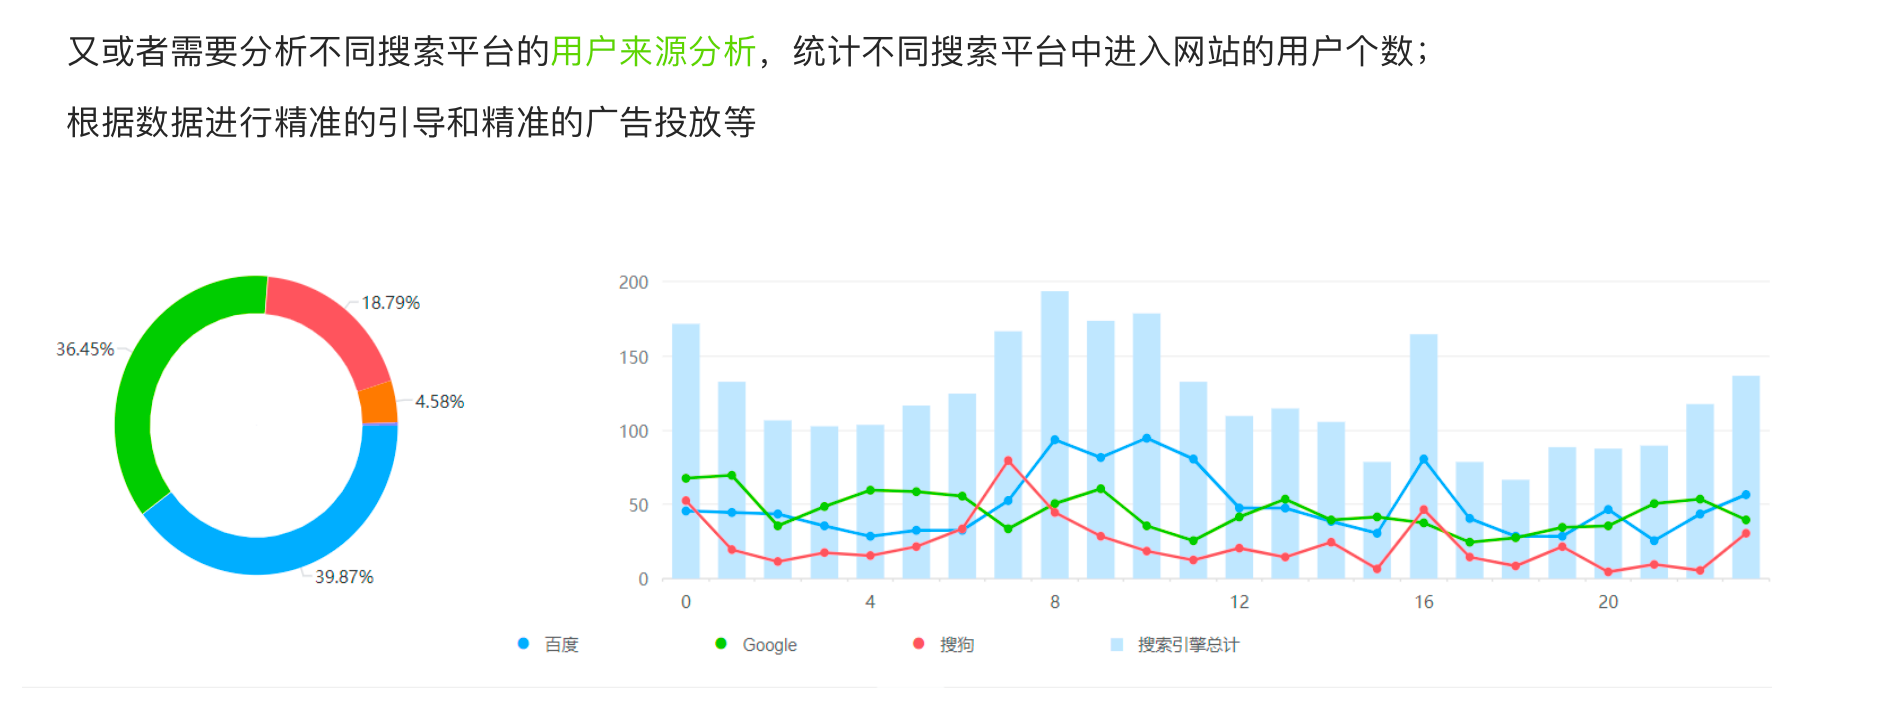 又或者需要分析不同搜索平台的用户来源分析，统计不同搜索平台中进入网站的用户个数；
根据数据进行精准的引导和精准的广告投放等
18.79%
36.45%
4.58%
39.87%
200
150
100
50
0
0 4 8 12 16 20
百度 Google 搜狗 搜索引擎总计